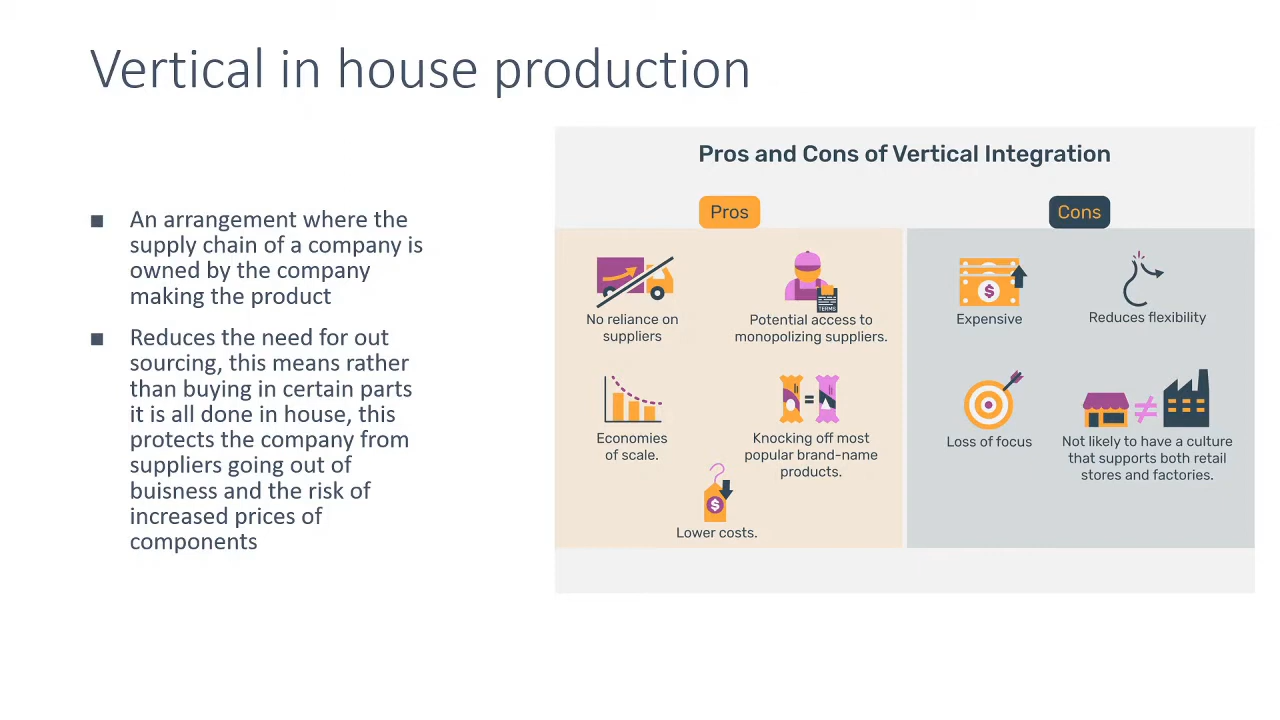 Vertical in house production
■ An arrangement where the
supply chain of a company is
owned by the company
making the product
■ Reduces the need for out
sourcing, this means rather
than buying in certain parts
it is all done in house, this
protects the company from
suppliers going out of
buisness and the risk of
increased prices of
components
Pros and Cons of Vertical Integration
Pros
No reliance on
suppliers
TERMS
Potential access to
monopolizing suppliers.
Economies
of scale.
Knocking off most
popular brand-name
products.
$
Lower costs.
Cons
$
Expensive
Reduces flexibility
Loss of focus
Not likely to have a culture
that supports both retail
stores and factories.